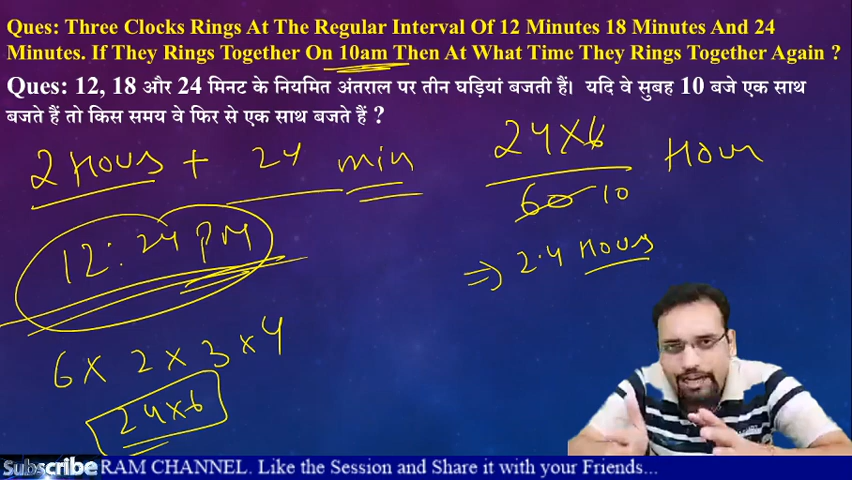 Ques: Three Clocks Rings At The Regular Interval Of 12 Minutes 18 Minutes And 24
Minutes. If They Rings Together On 10am Then At What Time They Rings Together Again ?
Ques: 12, 18 और 24 मिनट के नियमित अंतराल पर तीन घड़ियां बजती हैं। यदि वे सुबह 10 बजे एक साथ
बजते हैं तो किस समय वे फिर से एक साथ बजते हैं ?
2 Hours + 24 min
12:24 PM
6 x 2 x 3 x 4
24x6
24x6 Hour
60 10
=> 2.4 Hours
Subscribe RAM CHANNEL. Like the Session and Share it with your Friends...